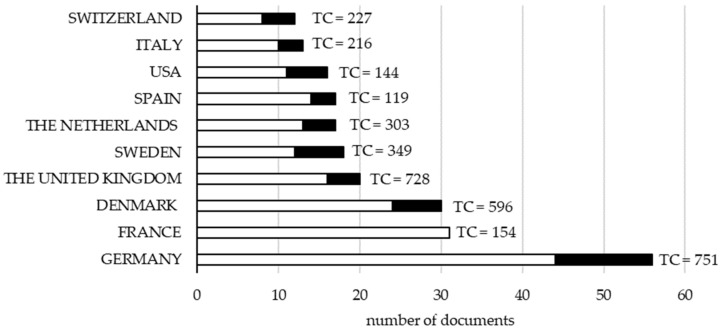 SWITZERLAND TC = 227
ITALY TC = 216
USA TC = 144
SPAIN TC = 119
THE NETHERLANDS TC = 303
SWEDEN TC = 349
THE UNITED KINGDOM TC = 728
DENMARK TC = 596
FRANCE TC = 154
GERMANY TC = 751
0 10 20 30 40 50 60
number of documents